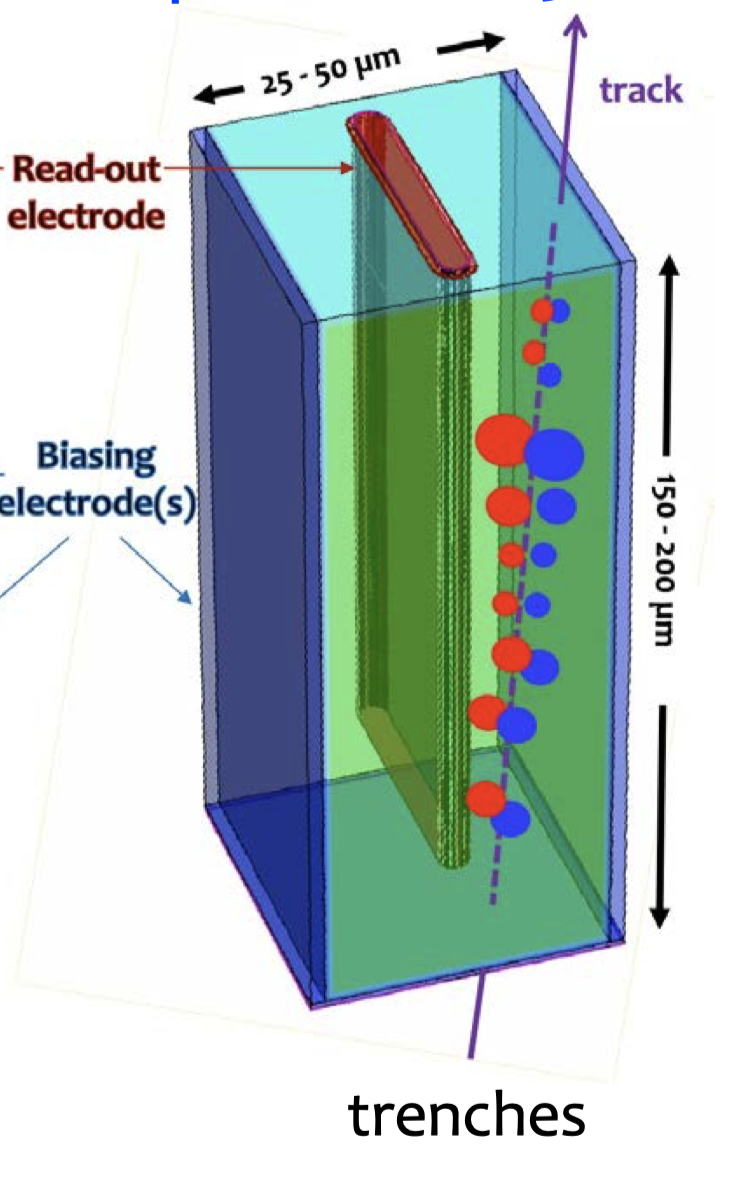 25 - 50 µm
track
Read-out
electrode
Biasing
electrode(s)
150 - 200 µm
trenches